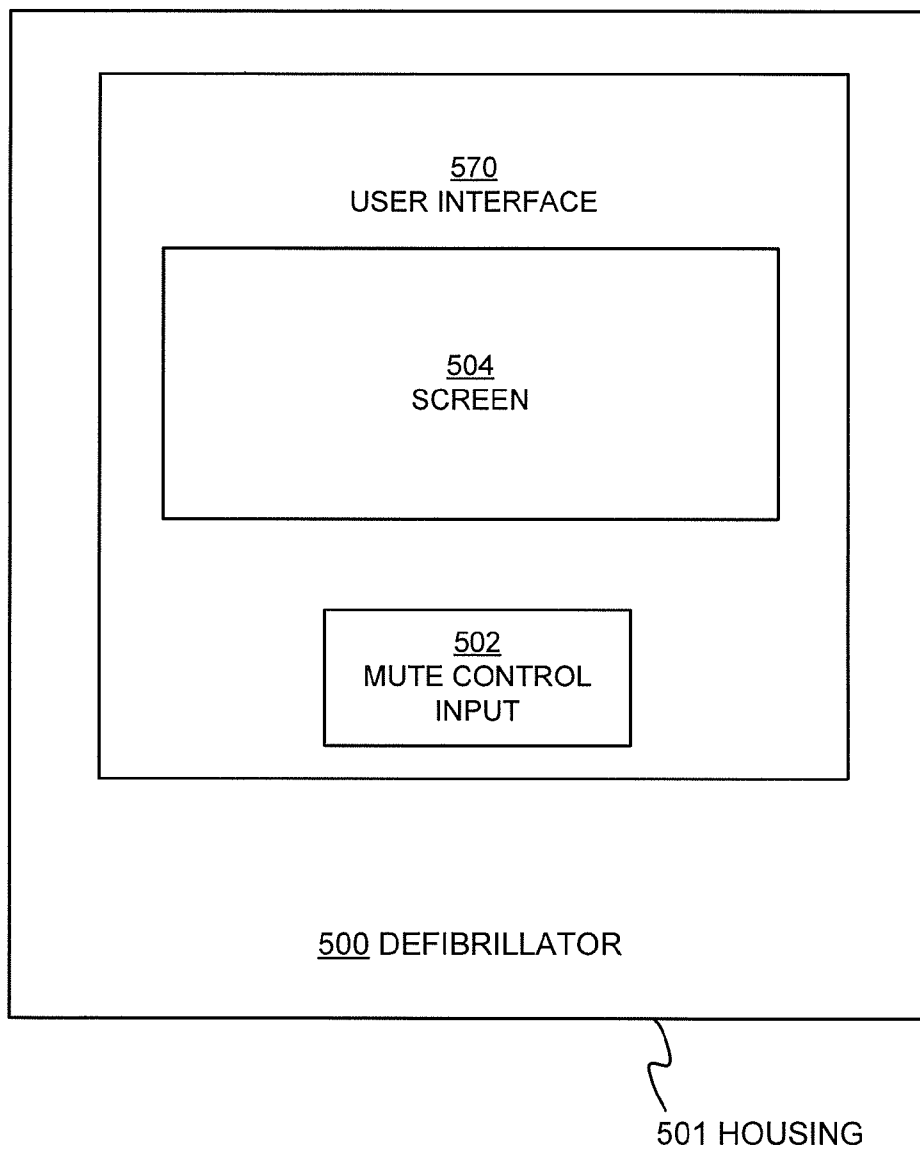 570
USER INTERFACE
504
SCREEN
502
MUTE CONTROL
INPUT
500 DEFIBRILLATOR
501 HOUSING